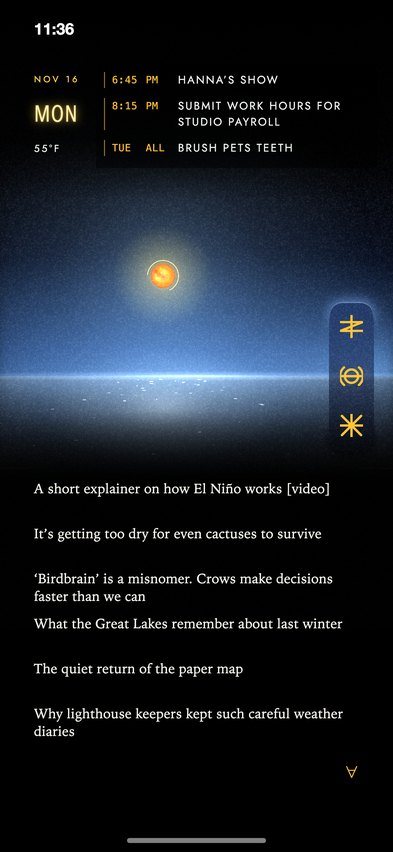 11:36
NOV 16
MON
55°F
6:45 PM HANNA'S SHOW
8:15 PM SUBMIT WORK HOURS FOR
STUDIO PAYROLL
TUE ALL BRUSH PETS TEETH
A short explainer on how El Niño works [video]
It’s getting too dry for even cactuses to survive
‘Birdbrain’ is a misnomer. Crows make decisions
faster than we can
What the Great Lakes remember about last winter
The quiet return of the paper map
Why lighthouse keepers kept such careful weather
diaries